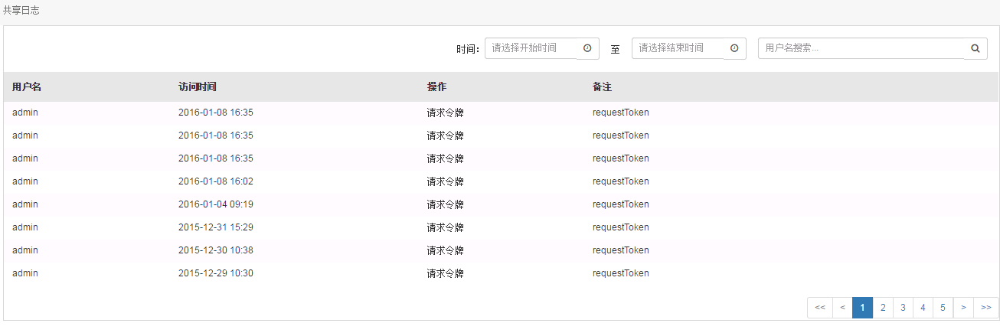 共享日志
时间: 请选择开始时间 至 请选择结束时间 用户名搜索...
用户名 访问时间 操作 备注
admin 2016-01-08 16:35 请求令牌 requestToken
admin 2016-01-08 16:35 请求令牌 requestToken
admin 2016-01-08 16:35 请求令牌 requestToken
admin 2016-01-08 16:02 请求令牌 requestToken
admin 2016-01-04 09:19 请求令牌 requestToken
admin 2015-12-31 15:29 请求令牌 requestToken
admin 2015-12-30 10:38 请求令牌 requestToken
admin 2015-12-29 10:30 请求令牌 requestToken
<< < 1 2 3 4 5 > >>